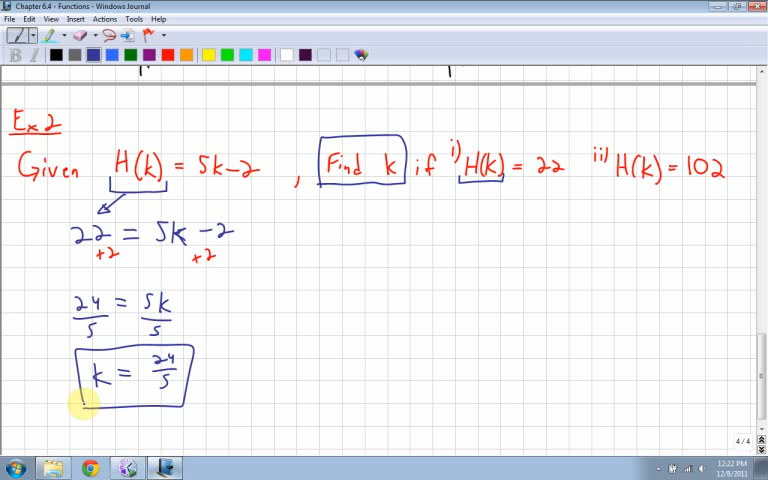 Chapter 6.4 - Functions - Windows Journal
File Edit View Insert Actions Tools Help
B I
Ex 2
Given H(k) = 5k-2 , Find k if i) H(k) = 22 ii) H(k) = 102
22 = 5k - 2
+2 +2
24/5 = 5k/5
k = 24/5
4 / 4
12:22 PM
12/8/2011